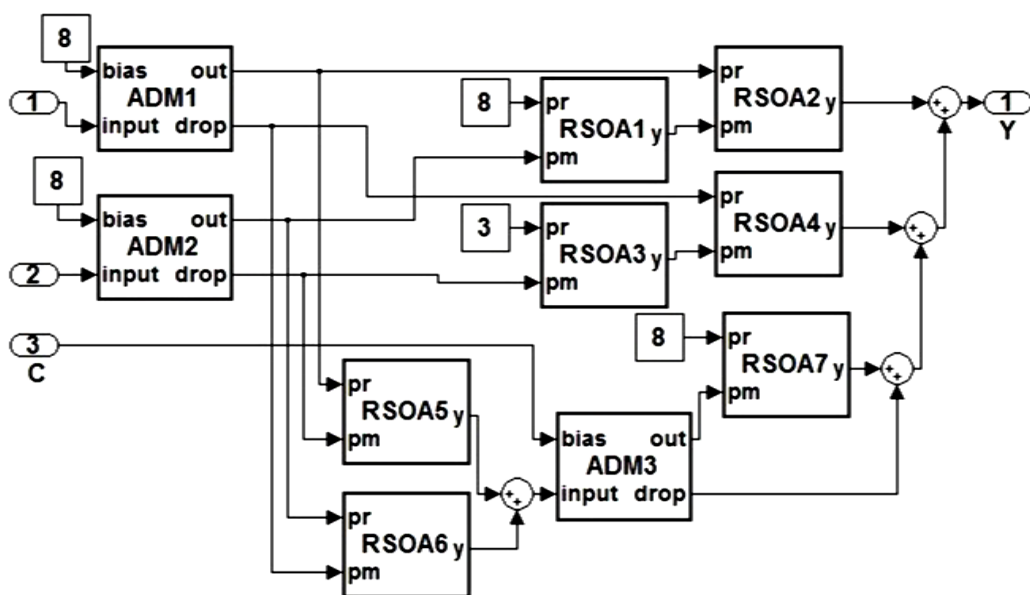 8
bias out
ADM1
input drop
1
8
bias out
ADM2
input drop
2
3
C
8
pr
RSOA1 y
pm
pr
RSOA2 y
pm
1
Y
3
pr
RSOA3 y
pm
pr
RSOA4 y
pm
8
pr
RSOA7 y
pm
pr
RSOA5 y
pm
bias out
ADM3
input drop
pr
RSOA6 y
pm
++
++
++
++